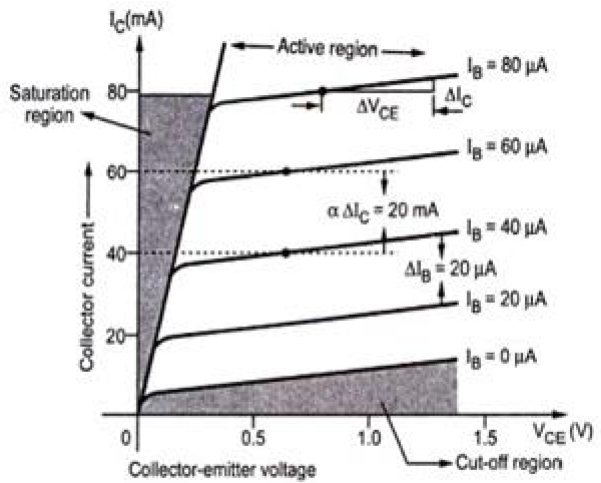 I_C(mA)
Active region
I_B = 80 μA
80
Saturation
region
ΔV_CE
ΔI_C
I_B = 60 μA
60
α ΔI_C = 20 mA
I_B = 40 μA
40
ΔI_B = 20 μA
Collector current
I_B = 20 μA
20
I_B = 0 μA
0
0.5
1.0
1.5
V_CE (V)
Collector-emitter voltage
Cut-off region